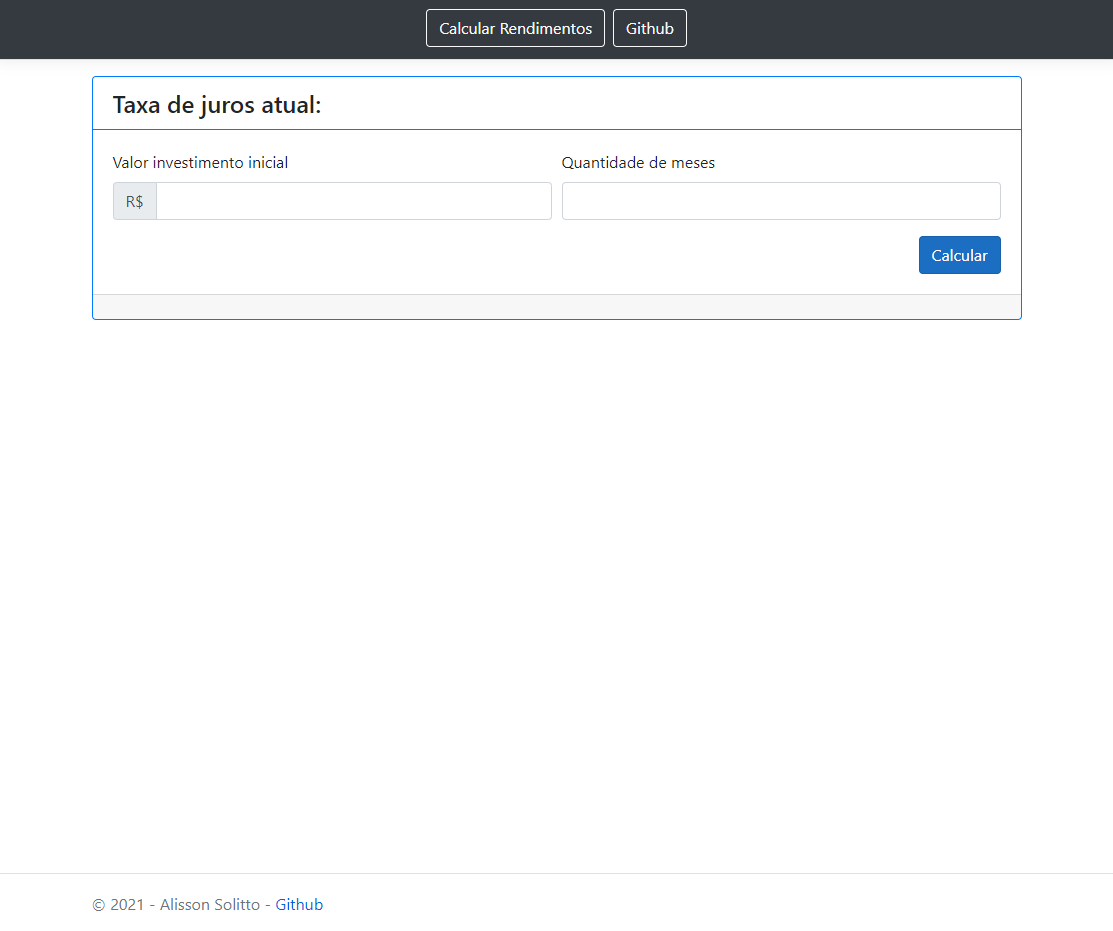 Calcular Rendimentos Github
Taxa de juros atual:
Valor investimento inicial Quantidade de meses
R$
Calcular
© 2021 - Alisson Solitto - Github